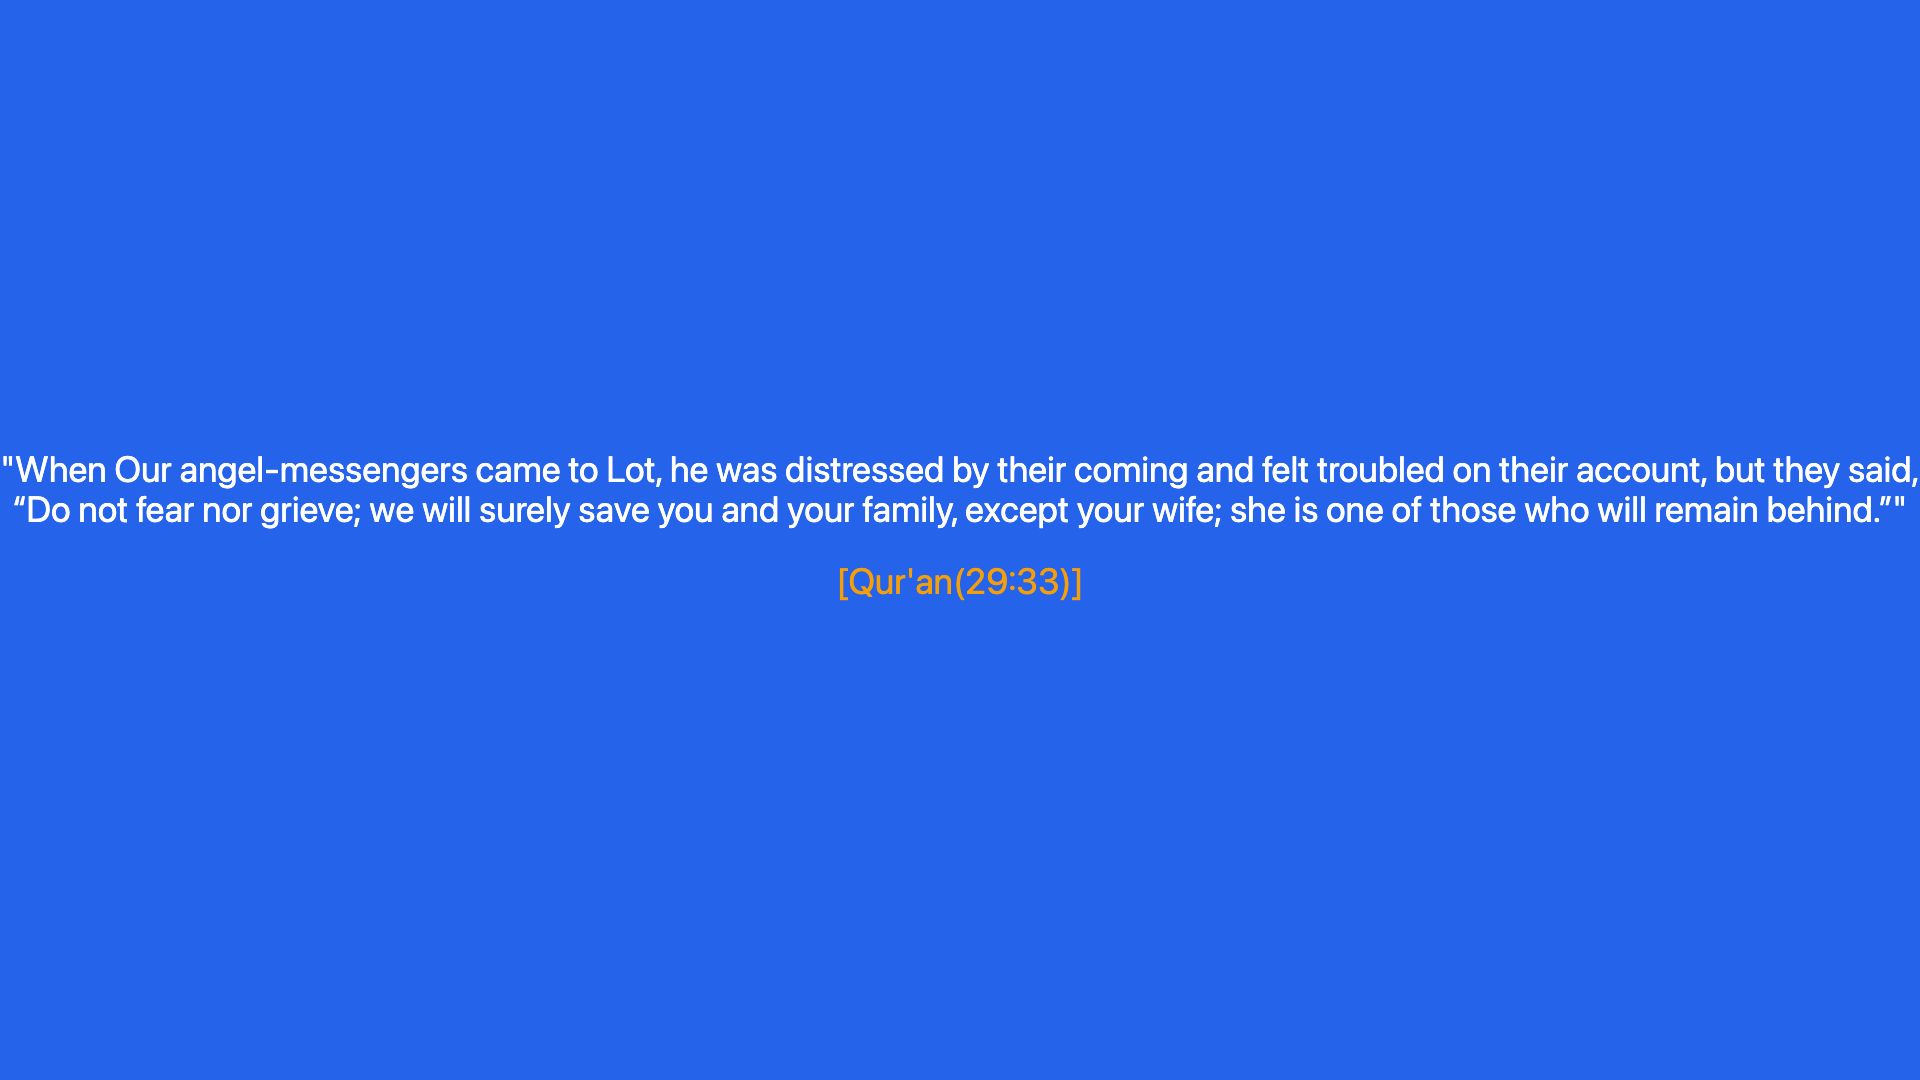 "When Our angel-messengers came to Lot, he was distressed by their coming and felt troubled on their account, but they said,
“Do not fear nor grieve; we will surely save you and your family, except your wife; she is one of those who will remain behind.”"
[Qur'an(29:33)]